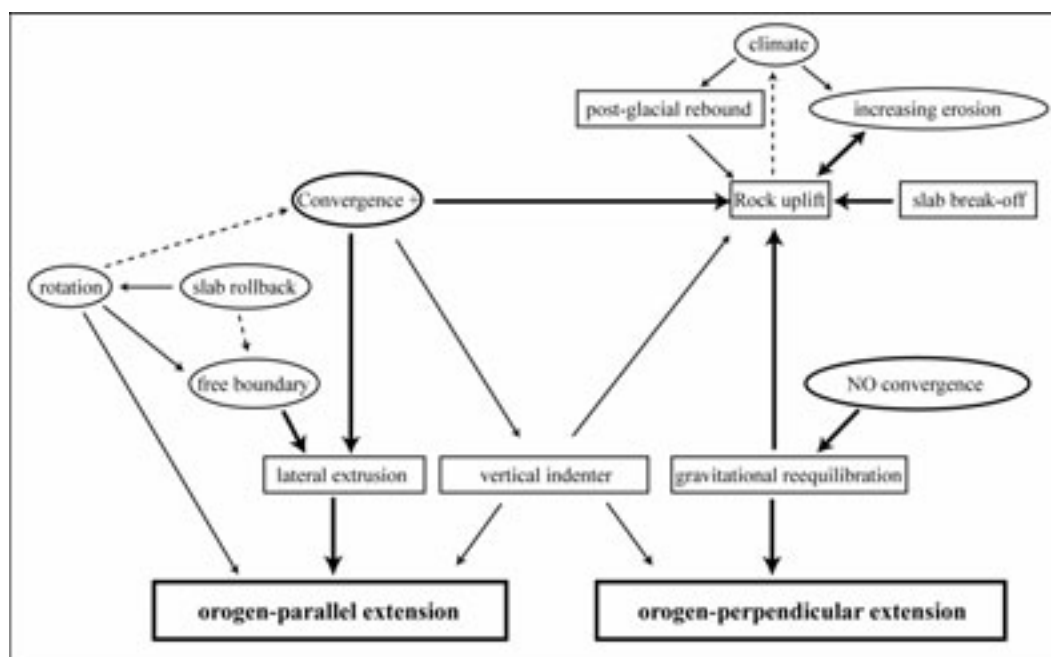 climate
post-glacial rebound
increasing erosion
Convergence +
Rock uplift
slab break-off
rotation
slab rollback
free boundary
NO convergence
lateral extrusion
vertical indenter
gravitational reequilibration
orogen-parallel extension
orogen-perpendicular extension